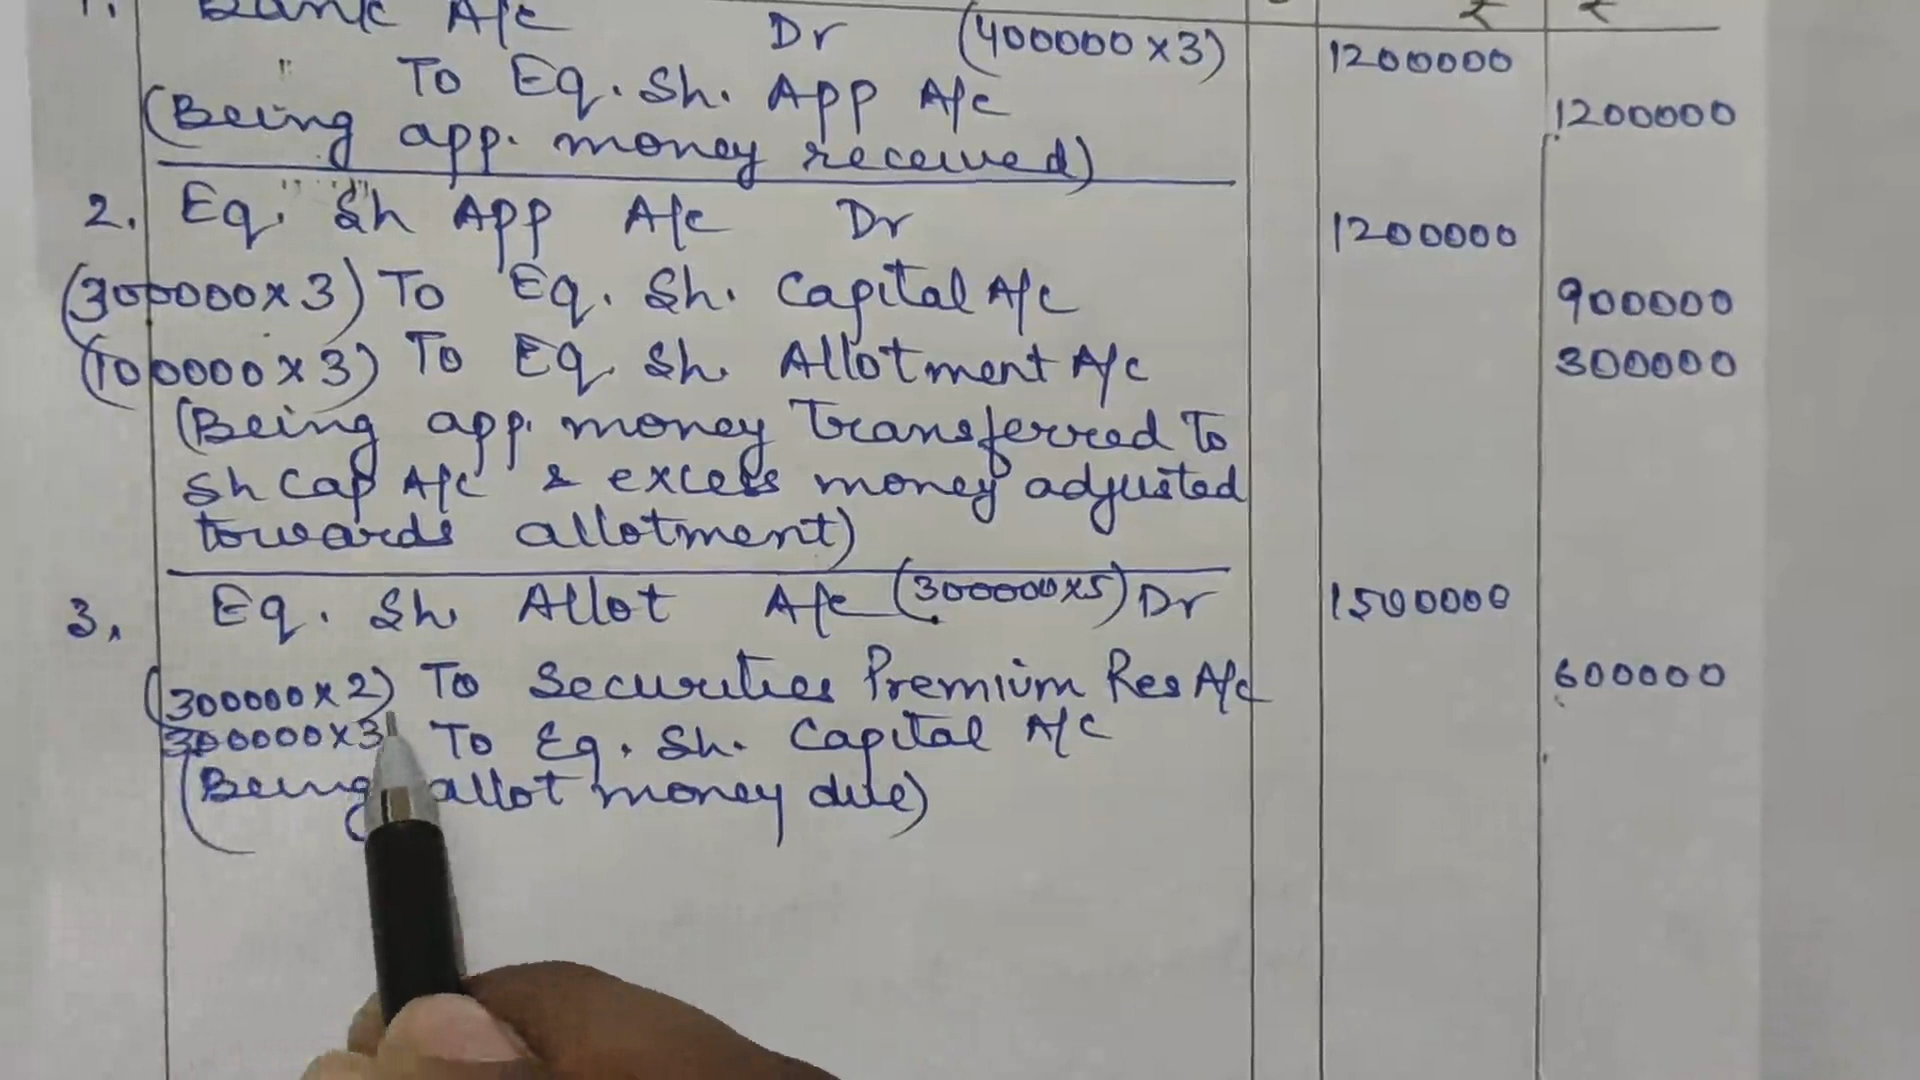 1. Bank A/c Dr (400000 x 3) 1200000
To Eq. Sh. App A/c 1200000
(Being app. money received)
2. Eq. Sh App A/c Dr 1200000
(300000 x 3) To Eq. Sh. Capital A/c 900000
(100000 x 3) To Eq. Sh. Allotment A/c 300000
(Being app. money transferred to
Sh Cap A/c & excess money adjusted
towards allotment)
3. Eq. Sh Allot A/c (300000 x 5) Dr 1500000
(300000 x 2) To Securities Premium Res A/c 600000
300000 x 3 To Eq. Sh. Capital A/c
(Being allot money due)